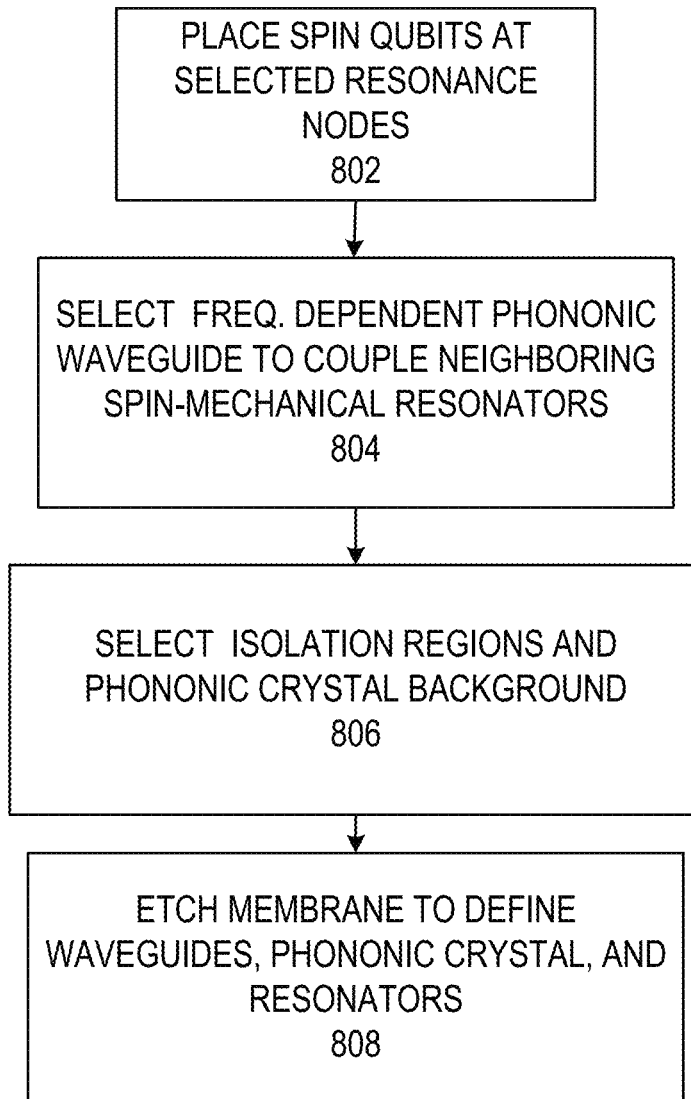 PLACE SPIN QUBITS AT
SELECTED RESONANCE
NODES
802
SELECT FREQ. DEPENDENT PHONONIC
WAVEGUIDE TO COUPLE NEIGHBORING
SPIN-MECHANICAL RESONATORS
804
SELECT ISOLATION REGIONS AND
PHONONIC CRYSTAL BACKGROUND
806
ETCH MEMBRANE TO DEFINE
WAVEGUIDES, PHONONIC CRYSTAL, AND
RESONATORS
808